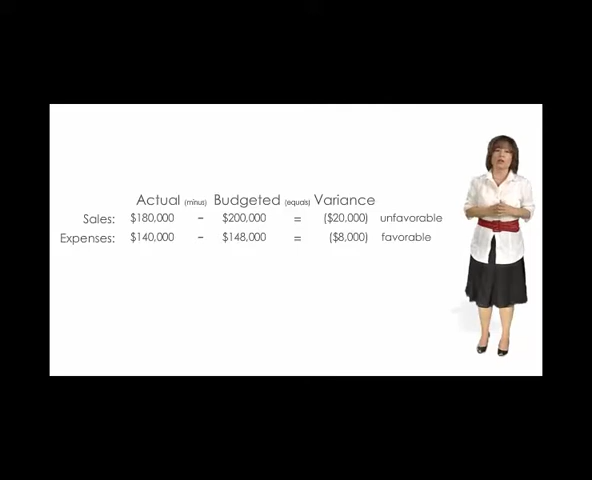 Actual (minus) Budgeted (equals) Variance
Sales: $180,000 - $200,000 = ($20,000) unfavorable
Expenses: $140,000 - $148,000 = ($8,000) favorable